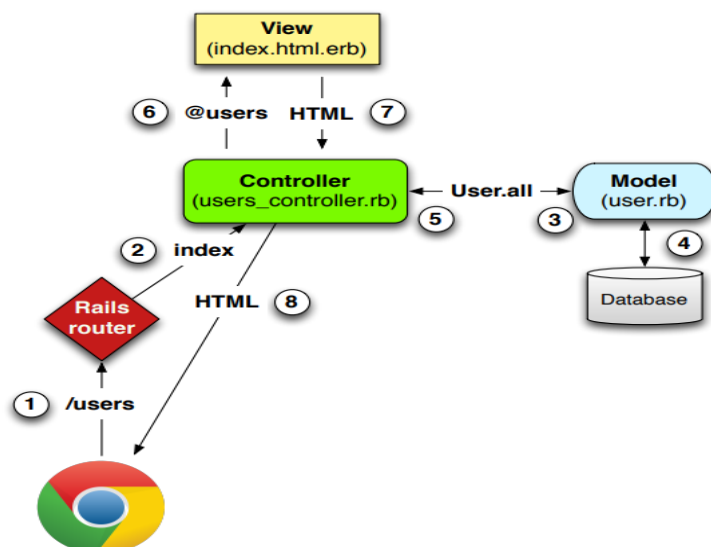 View
(index.html.erb)
6 @users HTML 7
Controller
(users_controller.rb)
User.all
Model
(user.rb)
5
3
2 index
4
HTML 8
Rails
router
Database
1 /users